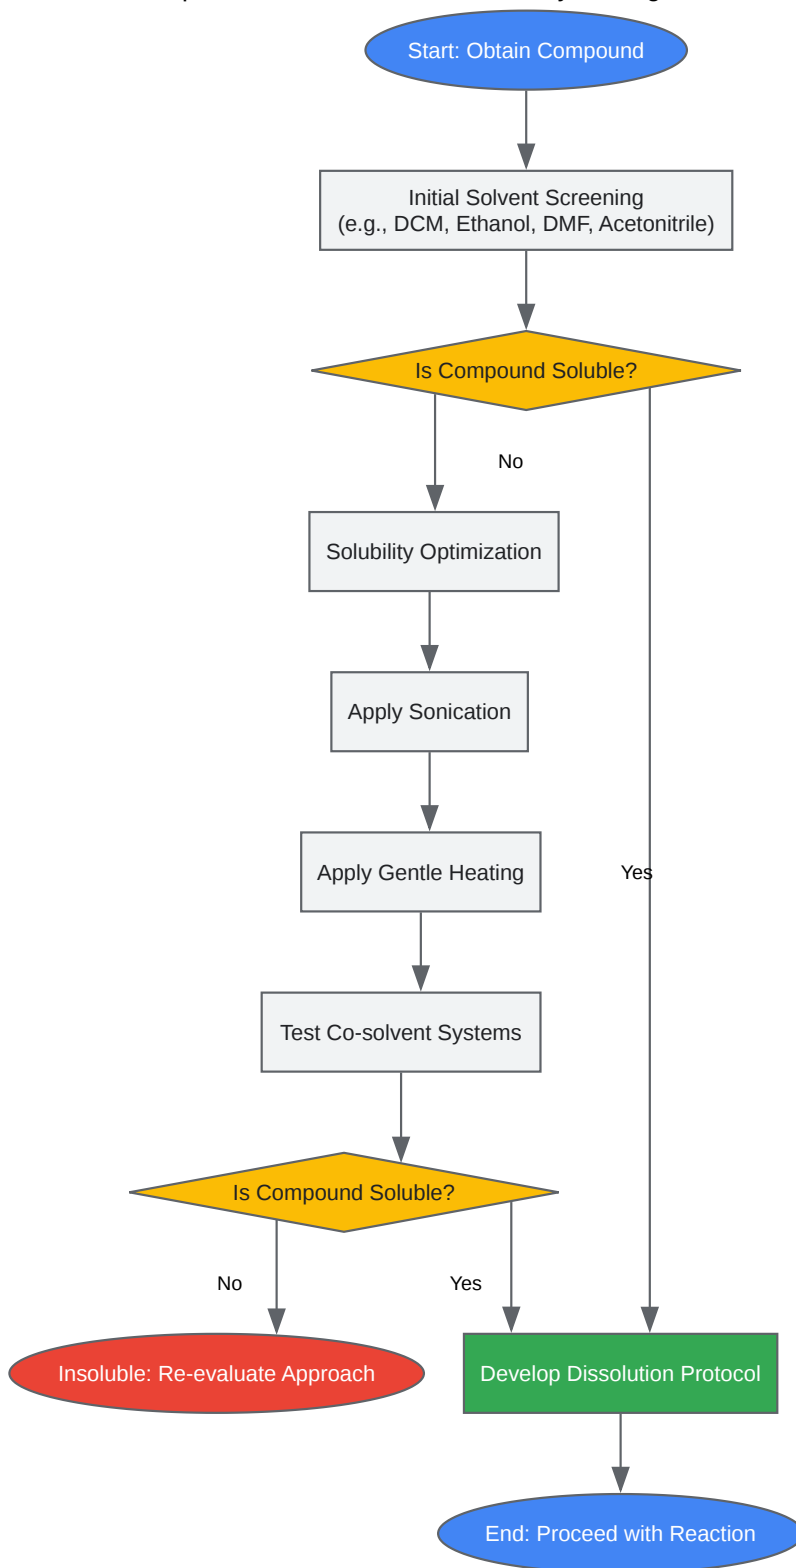 Start: Obtain Compound
Initial Solvent Screening
(e.g., DCM, Ethanol, DMF, Acetonitrile)
Is Compound Soluble?
No
Solubility Optimization
Apply Sonication
Apply Gentle Heating
Yes
Test Co-solvent Systems
Is Compound Soluble?
No
Yes
Insoluble: Re-evaluate Approach
Develop Dissolution Protocol
End: Proceed with Reaction